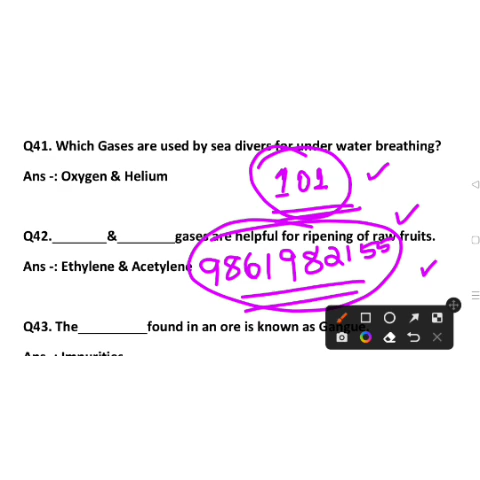 Q41. Which Gases are used by sea divers for under water breathing?
Ans -: Oxygen & Helium
101
Q42.________&________gases are helpful for ripening of raw fruits.
Ans -: Ethylene & Acetylene
9861982155
Q43. The__________found in an ore is known as Gangue.
Ans -: Impurities